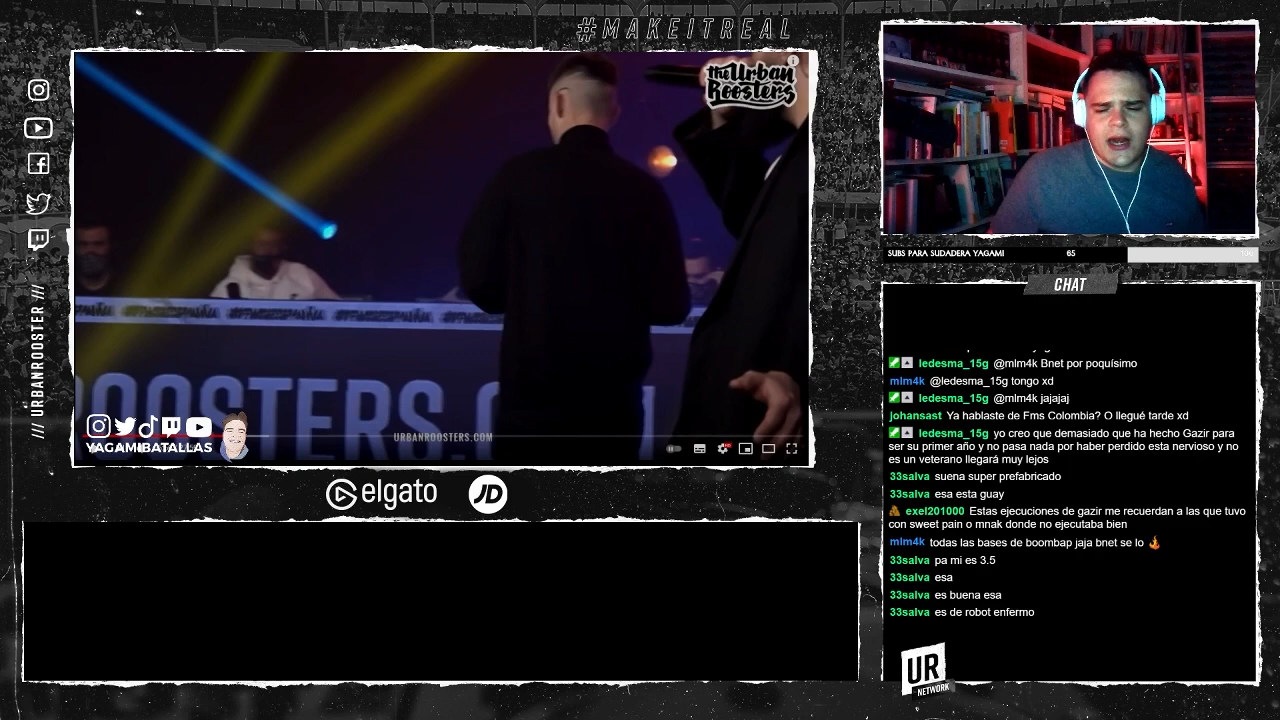 #MAKEITREAL
the Urban
Roosters
/// URBANROOSTER ///
ROOSTERS.COM
URBANROOSTERS.COM
YAGAMIBATALLAS
elgato
JD
SUBS PARA SUDADERA YAGAMI 65 100
CHAT
ledesma_15g @mlm4k Bnet por poquísimo
mlm4k @ledesma_15g tongo xd
ledesma_15g @mlm4k jajajaj
johansast Ya hablaste de Fms Colombia? O llegué tarde xd
ledesma_15g yo creo que demasiado que ha hecho Gazir para
ser su primer año y no pasa nada por haber perdido esta nervioso y no
es un veterano llegará muy lejos
33salva suena super prefabricado
33salva esa esta guay
exel201000 Estas ejecuciones de gazir me recuerdan a las que tuvo
con sweet pain o mnak donde no ejecutaba bien
mlm4k todas las bases de boombap jaja bnet se lo
33salva pa mi es 3.5
33salva esa
33salva es buena esa
33salva es de robot enfermo
UR
NETWORK